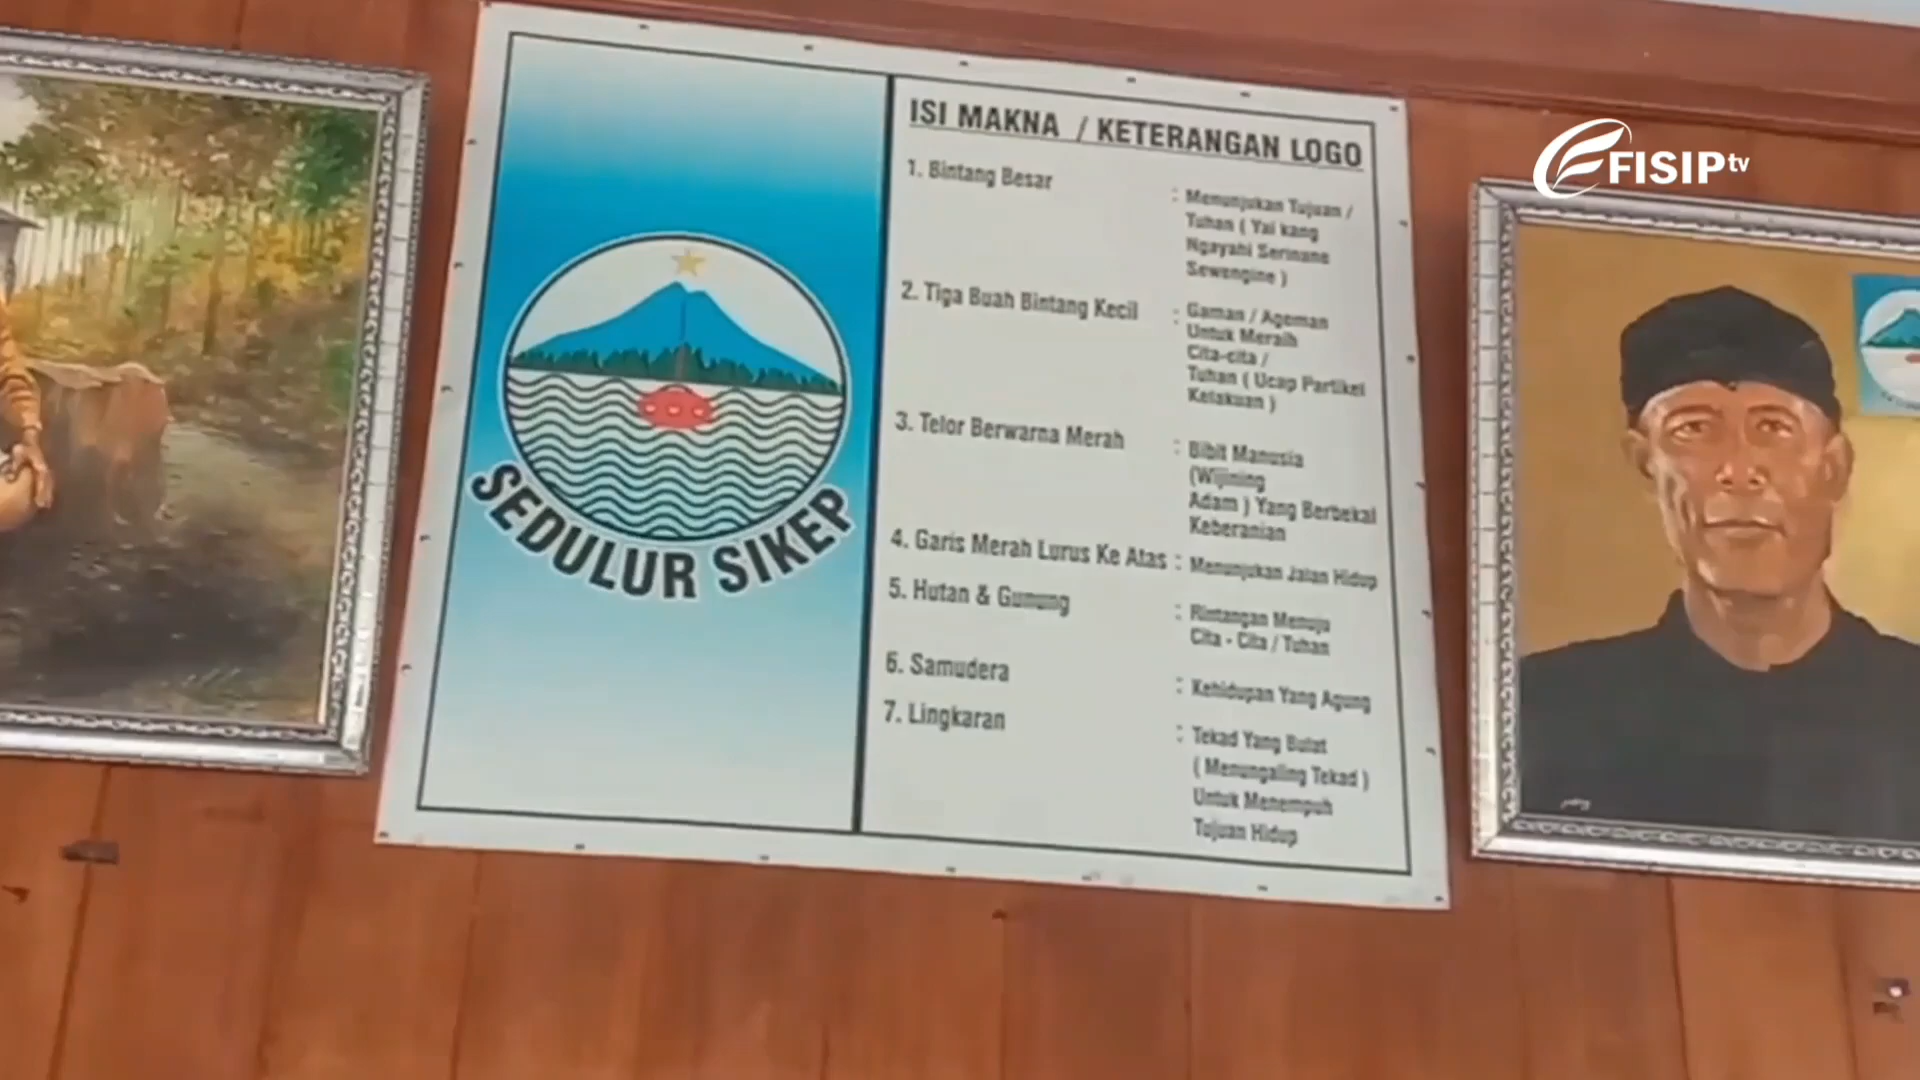 FISIP tv
SEDULUR SIKEP
ISI MAKNA / KETERANGAN LOGO
1. Bintang Besar : Menunjukan Tujuan /
Tuhan ( Yai kang
Ngayahi Serinane
Sewengine )
2. Tiga Buah Bintang Kecil : Gaman / Ageman
Untuk Meraih
Cita-cita /
Tuhan ( Ucap Partikel
Kelakuan )
3. Telor Berwarna Merah : Bibit Manusia
(Wijining
Adam ) Yang Berbekal
Keberanian
4. Garis Merah Lurus Ke Atas : Menunjukan Jalan Hidup
5. Hutan & Gunung : Rintangan Menuju
Cita - Cita / Tuhan
6. Samudera : Kehidupan Yang Agung
7. Lingkaran : Tekad Yang Bulat
( Menungaling Tekad )
Untuk Menempuh
Tujuan Hidup